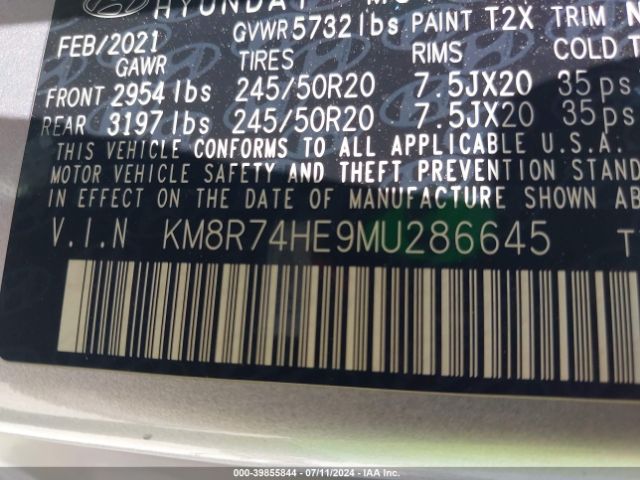 HYUNDAI
FEB/2021 GVWR 5732 lbs PAINT T2X TRIM
GAWR TIRES RIMS COLD
FRONT 2954 lbs 245/50R20 7.5JX20 35
REAR 3197 lbs 245/50R20 7.5JX20 35
THIS VEHICLE CONFORMS TO ALL APPLICABLE U.S.A.
MOTOR VEHICLE SAFETY AND THEFT PREVENTION STAND
IN EFFECT ON THE DATE OF MANUFACTURE SHOWN AB
V.I.N KM8R74HE9MU286645 T
000-39855844 - 07/11/2024 - IAA Inc.